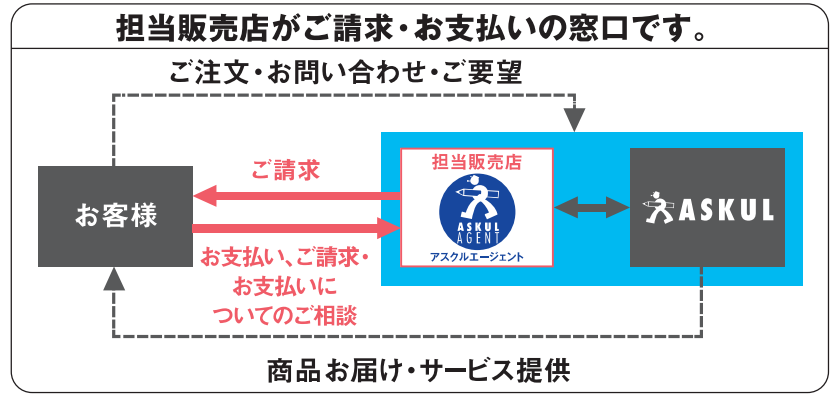 担当販売店がご請求・お支払いの窓口です。
ご注文・お問い合わせ・ご要望
ご請求
担当販売店
お客様
ASKUL
AGENT
アスクルエージェント
ASKUL
お支払い、ご請求・
お支払いに
ついてのご相談
商品お届け・サービス提供